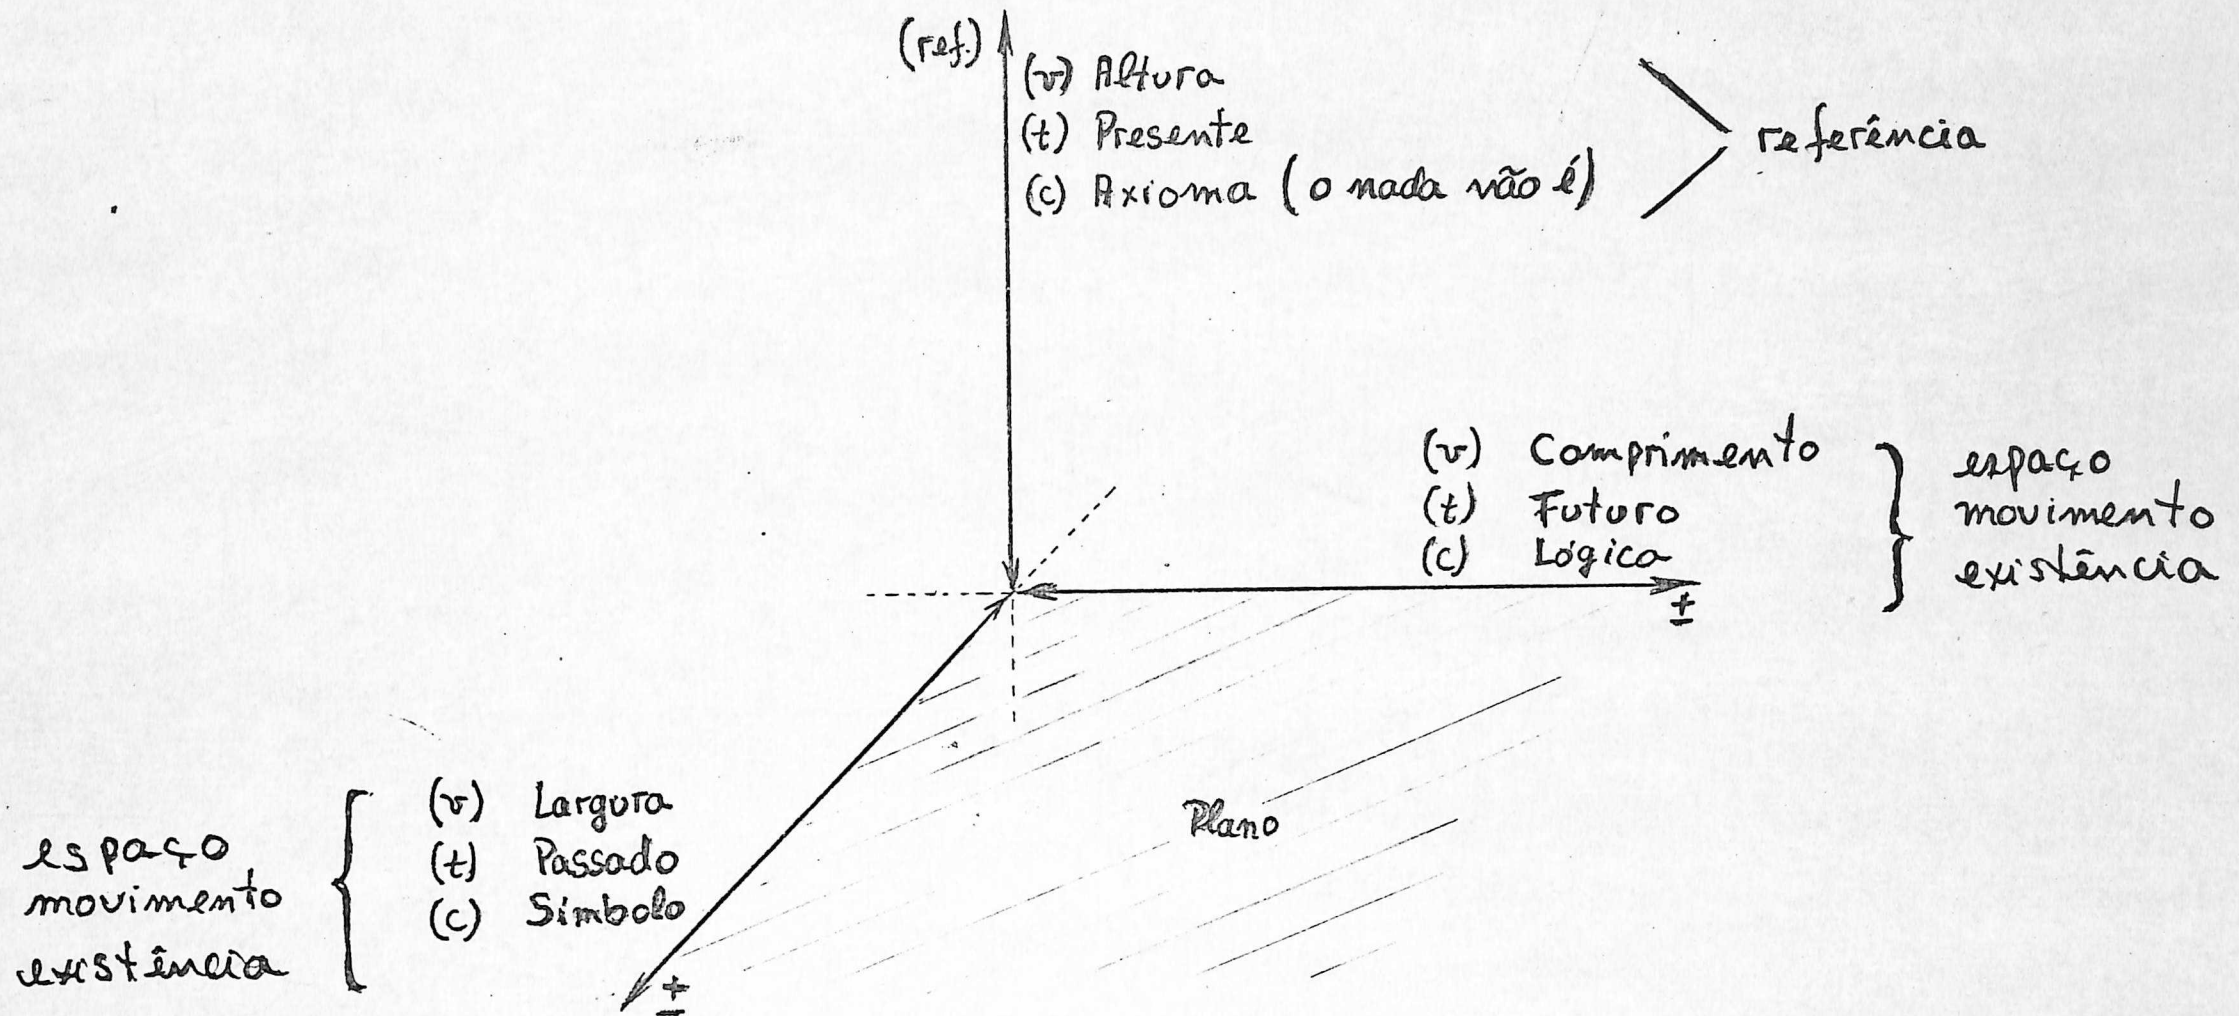 (ref.)
(v) Altura
(t) Presente
(c) Axioma (o nada não é)
referência
(v) Comprimento
(t) Futuro
(c) Lógica
espaço
movimento
existência
±
(v) Largura
(t) Passado
(c) Símbolo
espaço
movimento
existência
±
Plano